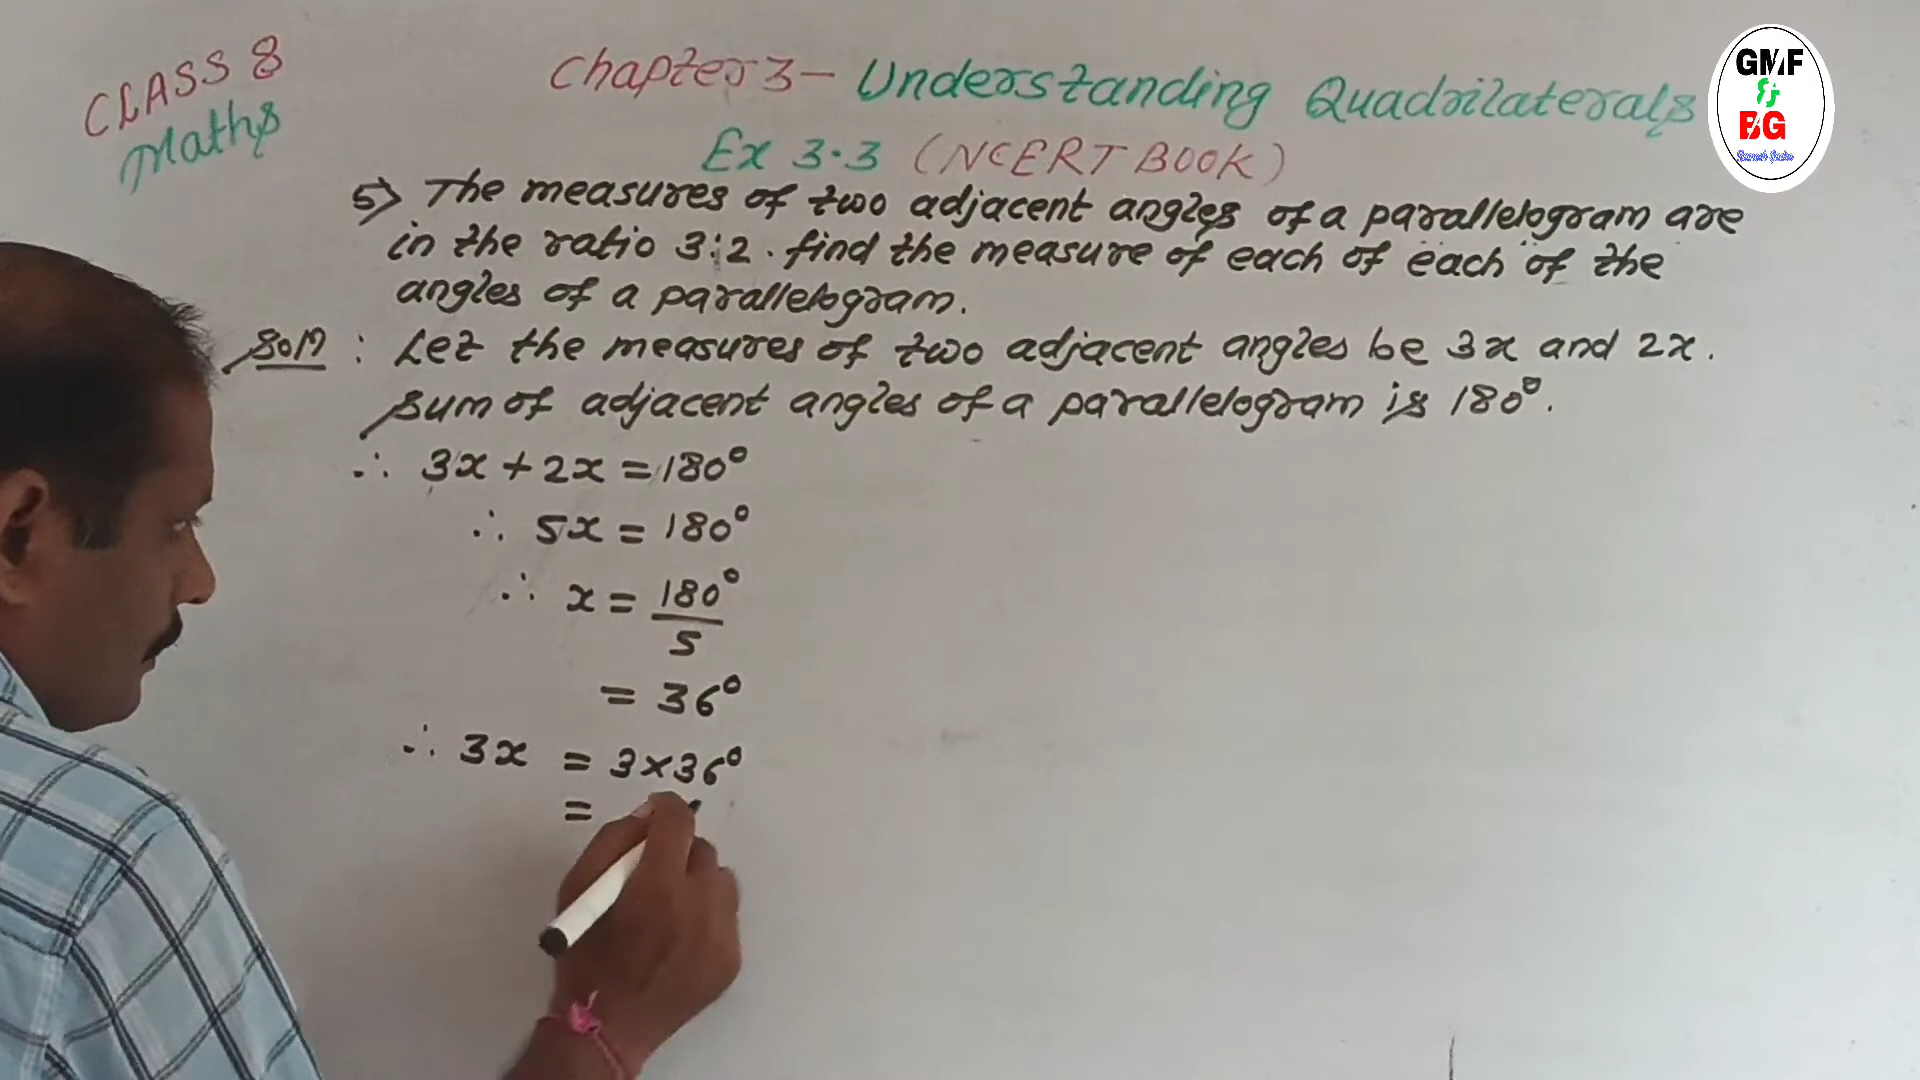 CLASS 8
Maths
Chapter 3 - Understanding Quadrilaterals
Ex 3.3 (NCERT BOOK)
5) The measures of two adjacent angles of a parallelogram are
in the ratio 3:2. find the measure of each of each of the
angles of a parallelogram.
Soln : Let the measures of two adjacent angles be 3x and 2x.
Sum of adjacent angles of a parallelogram is 180°.
∴ 3x + 2x = 180°
∴ 5x = 180°
∴ x = 180°/5
= 36°
∴ 3x = 3×36°
=
GMF
BG